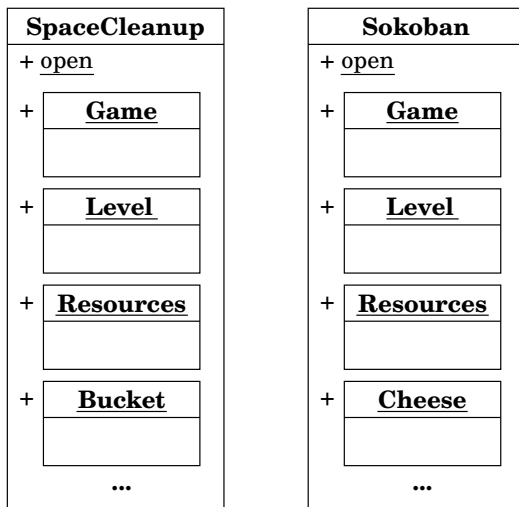 SpaceCleanup
+ open
+ Game
+ Level
+ Resources
+ Bucket
...
Sokoban
+ open
+ Game
+ Level
+ Resources
+ Cheese
...